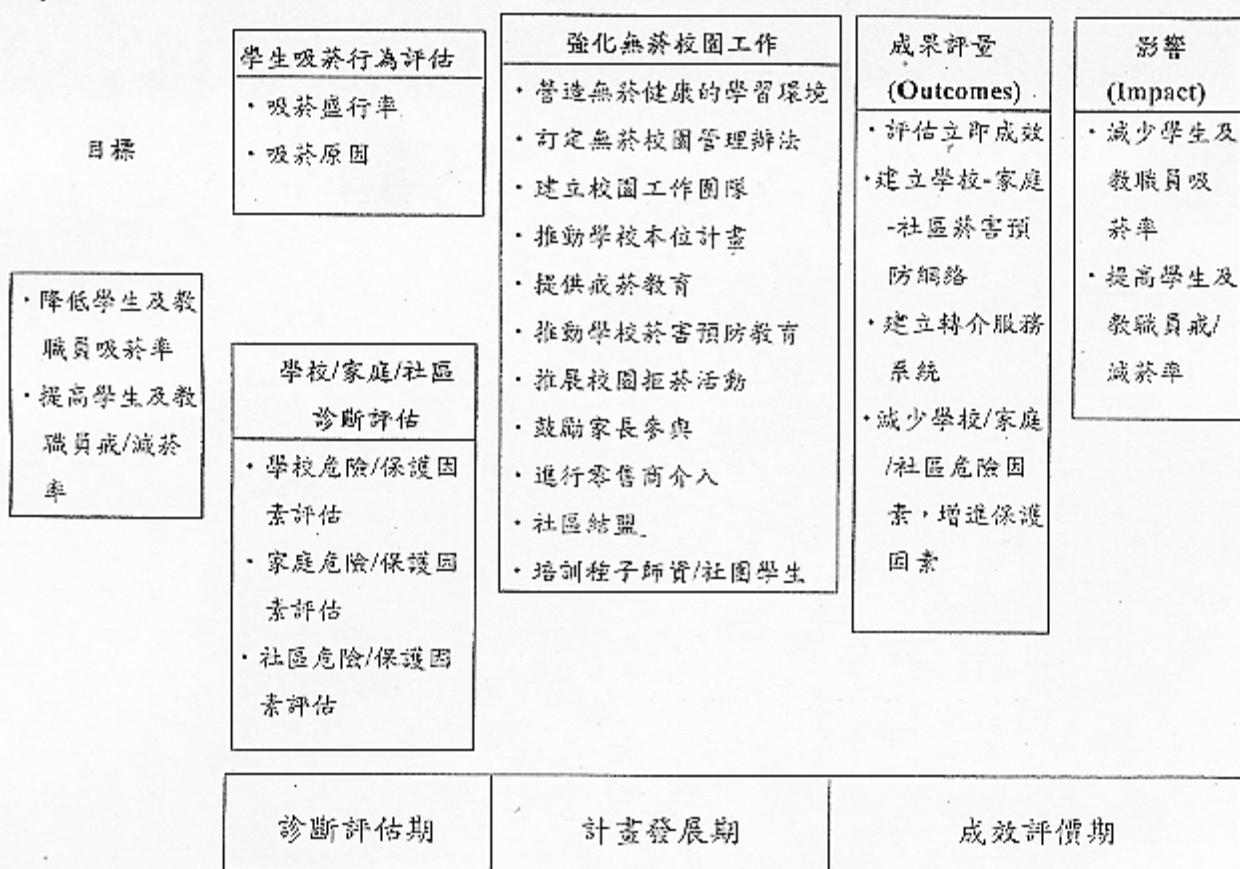 目標
・降低學生及教
職員吸菸率
・提高學生及教
職員戒/減菸
率
學生吸菸行為評估
・吸菸盛行率
・吸菸原因
學校/家庭/社區
診斷評估
・學校危險/保護因
素評估
・家庭危險/保護因
素評估
・社區危險/保護因
素評估
強化無菸校園工作
・營造無菸健康的學習環境
・訂定無菸校園管理辦法
・建立校園工作團隊
・推動學校本位計畫
・提供戒菸教育
・推動學校菸害預防教育
・推展校園拒菸活動
・鼓勵家長參與
・進行零售商介入
・社區結盟
・培訓種子師資/社團學生
成果評量
(Outcomes)
・評估立即成效
・建立學校-家庭
-社區菸害預
防網絡
・建立轉介服務
系統
・減少學校/家庭
/社區危險因
素，增進保護
因素
影響
(Impact)
・減少學生及
教職員吸
菸率
・提高學生及
教職員戒/
減菸率
診斷評估期
計畫發展期
成效評價期